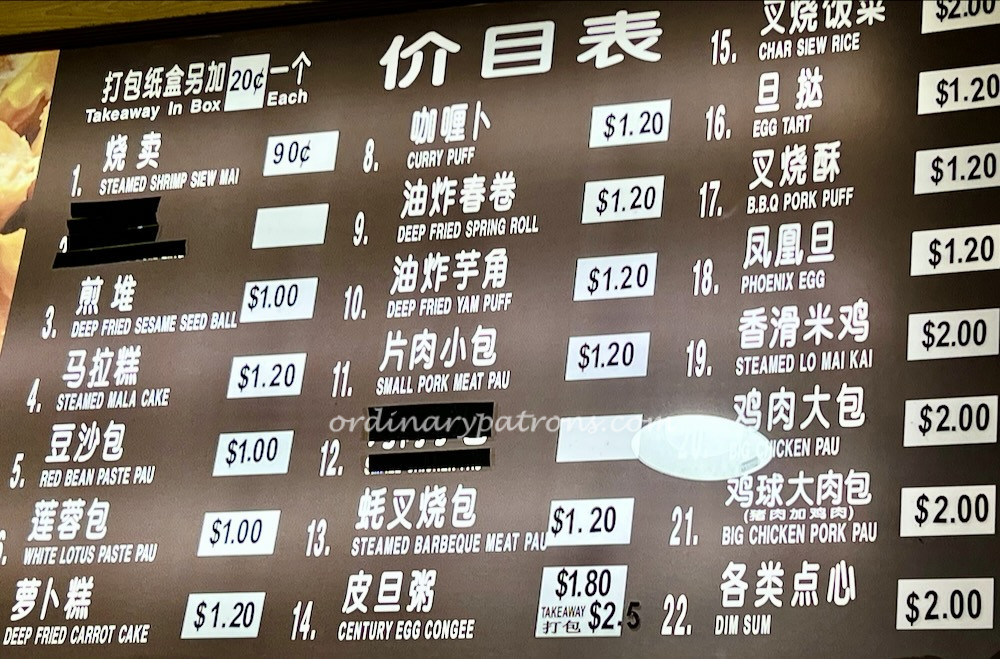 价目表
打包纸盒另加 20¢ 一个
Takeaway In Box Each
1. 烧卖 90¢
STEAMED SHRIMP SIEW MAI
3. 煎堆 $1.00
DEEP FRIED SESAME SEED BALL
4. 马拉糕 $1.20
STEAMED MALA CAKE
5. 豆沙包 $1.00
RED BEAN PASTE PAU
莲蓉包 $1.00
WHITE LOTUS PASTE PAU
萝卜糕 $1.20
DEEP FRIED CARROT CAKE
8. 咖喱卜 $1.20
CURRY PUFF
9. 油炸春卷 $1.20
DEEP FRIED SPRING ROLL
10. 油炸芋角 $1.20
DEEP FRIED YAM PUFF
11. 片肉小包 $1.20
SMALL PORK MEAT PAU
12.
13. 蚝叉烧包 $1.20
STEAMED BARBEQUE MEAT PAU
14. 皮旦粥 $1.80
CENTURY EGG CONGEE
TAKEAWAY
打包 $2.5
15. 叉烧饭菜 $2.00
CHAR SIEW RICE
16. 旦挞 $1.20
EGG TART
17. 叉烧酥 $1.20
B.B.Q PORK PUFF
18. 凤凰旦 $1.20
PHOENIX EGG
19. 香滑米鸡 $2.00
STEAMED LO MAI KAI
鸡肉大包 $2.00
BIG CHICKEN PAU
21. 鸡球大肉包 $2.00
(猪肉加鸡肉)
BIG CHICKEN PORK PAU
22. 各类点心 $2.00
DIM SUM
ordinarypatrons.com